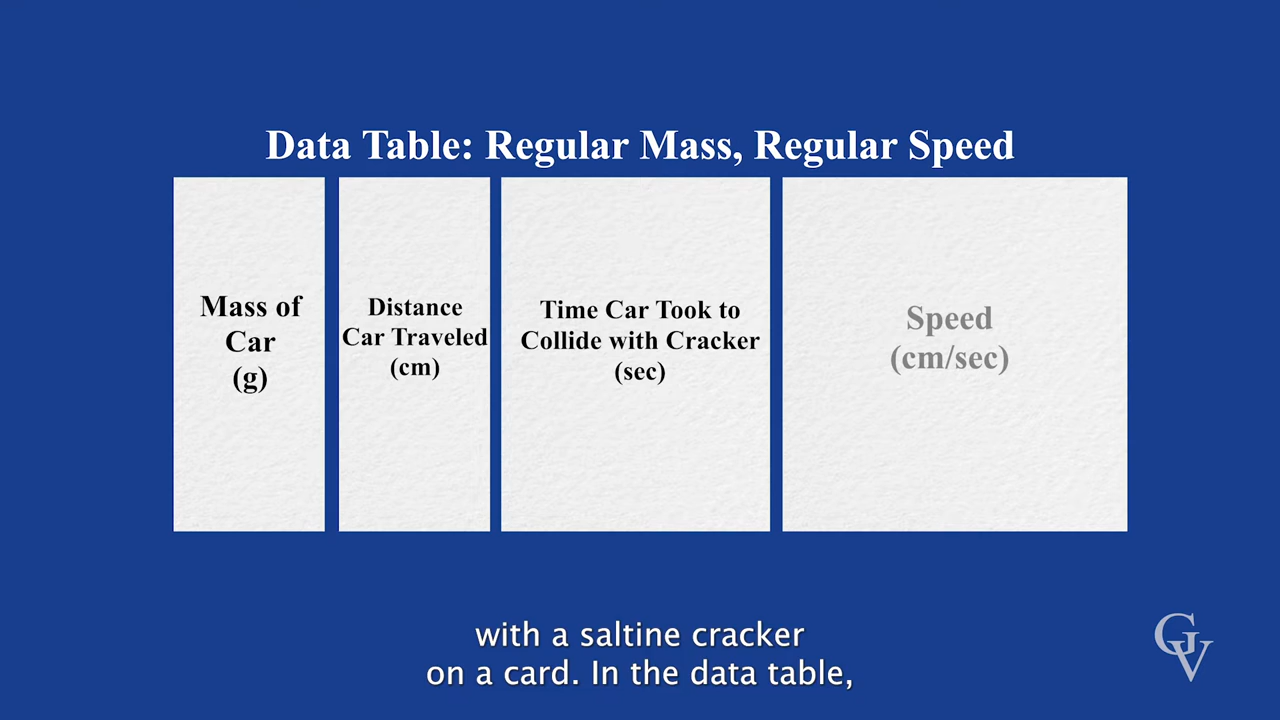 Data Table: Regular Mass, Regular Speed
Mass of
Car
(g)
Distance
Car Traveled
(cm)
Time Car Took to
Collide with Cracker
(sec)
Speed
(cm/sec)
with a saltine cracker
on a card. In the data table,
GV